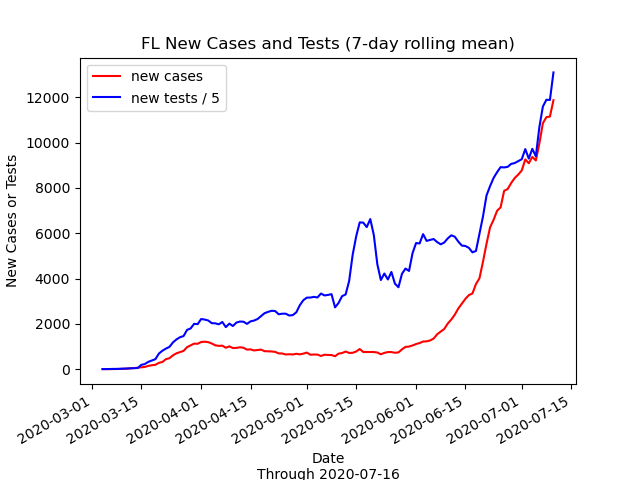 FL New Cases and Tests (7-day rolling mean)
new cases
new tests / 5
New Cases or Tests
12000
10000
8000
6000
4000
2000
0
2020-03-01
2020-03-15
2020-04-01
2020-04-15
2020-05-01
2020-05-15
2020-06-01
2020-06-15
2020-07-01
2020-07-15
Date
Through 2020-07-16